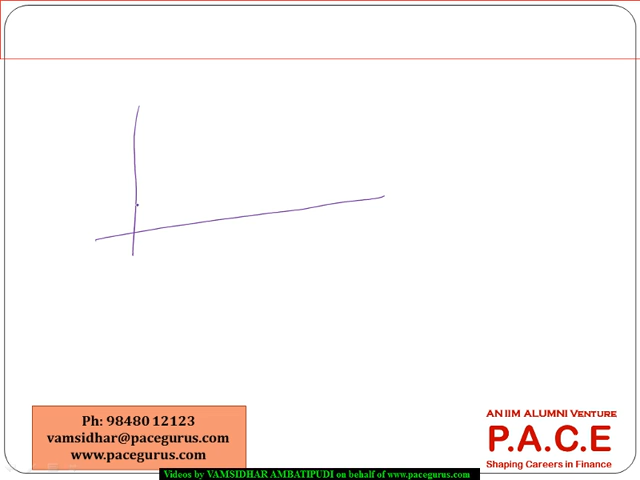 Ph: 98480 12123
vamsidhar@pacegurus.com
www.pacegurus.com
AN IIM ALUMNI VENTURE
P.A.C.E
Shaping Careers in Finance
Videos by VAMSIDHAR AMBATIPUDI on behalf of www.pacegurus.com